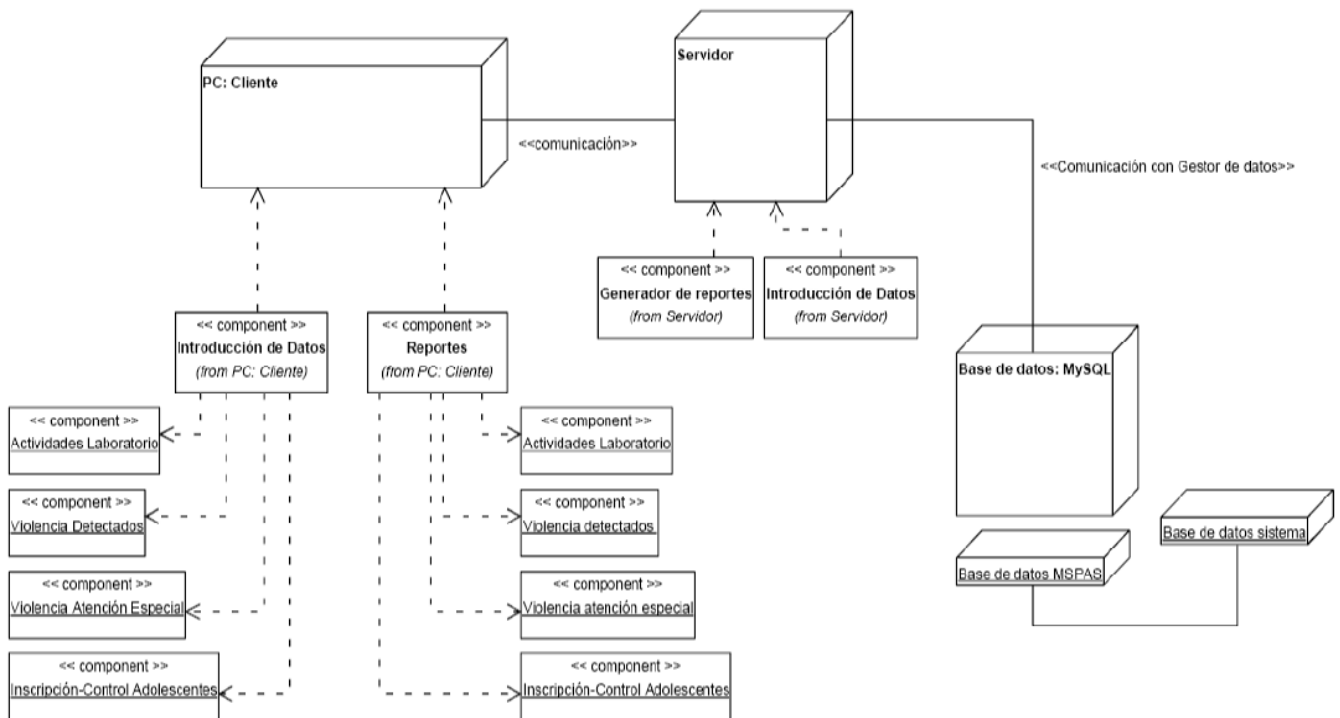 Servidor
PC: Cliente
<<comunicación>>
<<Comunicación con Gestor de datos>>
<< component >>
Generador de reportes
(from Servidor)
<< component >>
Introducción de Datos
(from Servidor)
<< component >>
Introducción de Datos
(from PC: Cliente)
<< component >>
Reportes
(from PC: Cliente)
Base de datos: MySQL
<< component >>
Actividades Laboratorio
<< component >>
Actividades Laboratorio
<< component >>
Violencia Detectados
<< component >>
Violencia detectados
Base de datos sistema
Base de datos MSPAS
<< component >>
Violencia Atención Especial
<< component >>
Violencia atención especial
<< component >>
Inscripción-Control Adolescentes
<< component >>
Inscripción-Control Adolescentes